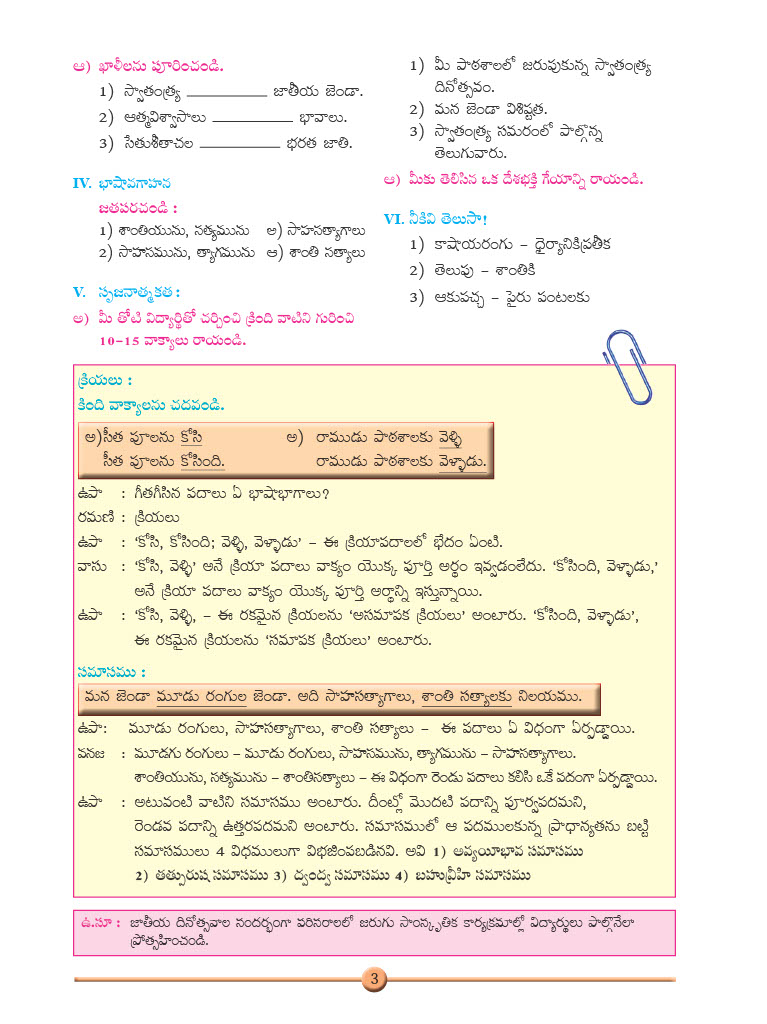 ఆ) ఖాళీలను పూరించండి.
1) స్వాతంత్ర్య __________ జాతీయ జెండా.
2) ఆత్మవిశ్వాసాలు __________ భావాలు.
3) సేతుశీతాచల __________ భరత జాతి.
IV. భాషావగాహన
జతపరచండి :
1) శాంతియును, సత్యమును అ) సాహసత్యాగాలు
2) సాహసమును, త్యాగమును ఆ) శాంతి సత్యాలు
V. సృజనాత్మకత :
అ) మీ తోటి విద్యార్థితో చర్చించి క్రింది వాటిని గురించి
10-15 వాక్యాలు రాయండి.
1) మీ పాఠశాలలో జరుపుకున్న స్వాతంత్ర్య
దినోత్సవం.
2) మన జెండా విశిష్టత.
3) స్వాతంత్ర్య సమరంలో పాల్గొన్న
తెలుగువారు.
ఆ) మీకు తెలిసిన ఒక దేశభక్తి గేయాన్ని రాయండి.
VI. నీకివి తెలుసా!
1) కాషాయరంగు – ధైర్యానికిప్రతీక
2) తెలుపు – శాంతికి
3) ఆకుపచ్చ – పైరు పంటలకు
క్రియలు :
కింది వాక్యాలను చదవండి.
అ)సీత పూలను కోసి అ) రాముడు పాఠశాలకు వెళ్ళి
సీత పూలను కోసింది. రాముడు పాఠశాలకు వెళ్ళాడు.
ఉపా : గీతగీసిన పదాలు ఏ భాషాభాగాలు?
రమణి : క్రియలు
ఉపా : ‘కోసి, కోసింది; వెళ్ళి, వెళ్ళాడు’ – ఈ క్రియాపదాలలో భేదం ఏంటి.
వాసు : ‘కోసి, వెళ్ళి’ అనే క్రియా పదాలు వాక్యం యొక్క పూర్తి అర్థం ఇవ్వడంలేదు. ‘కోసింది, వెళ్ళాడు,’
అనే క్రియా పదాలు వాక్యం యొక్క పూర్తి అర్థాన్ని ఇస్తున్నాయి.
ఉపా : ‘కోసి, వెళ్ళి, – ఈ రకమైన క్రియలను ‘అసమాపక క్రియలు’ అంటారు. ‘కోసింది, వెళ్ళాడు’,
ఈ రకమైన క్రియలను ‘సమాపక క్రియలు’ అంటారు.
సమాసము :
మన జెండా మూడు రంగుల జెండా. అది సాహసత్యాగాలు, శాంతి సత్యాలకు నిలయము.
ఉపా: మూడు రంగులు, సాహసత్యాగాలు, శాంతి సత్యాలు – ఈ పదాలు ఏ విధంగా ఏర్పడ్డాయి.
వనజ : మూడగు రంగులు – మూడు రంగులు, సాహసమును, త్యాగమును – సాహసత్యాగాలు.
శాంతియును, సత్యమును – శాంతిసత్యాలు – ఈ విధంగా రెండు పదాలు కలిసి ఒకే పదంగా ఏర్పడ్డాయి.
ఉపా : అటువంటి వాటిని సమాసము అంటారు. దీంట్లో మొదటి పదాన్ని పూర్వపదమని,
రెండవ పదాన్ని ఉత్తరపదమని అంటారు. సమాసములో ఆ పదములకున్న ప్రాధాన్యతను బట్టి
సమాసములు 4 విధములుగా విభజింపబడినవి. అవి 1) అవ్యయీభావ సమాసము
2) తత్పురుష సమాసము 3) ద్వంద్వ సమాసము 4) బహువ్రీహి సమాసము
ఉ.సూ : జాతీయ దినోత్సవాల సందర్భంగా పరిసరాలలో జరుగు సాంస్కృతిక కార్యక్రమాల్లో విద్యార్థులు పాల్గొనేలా
ప్రోత్సహించండి.
3